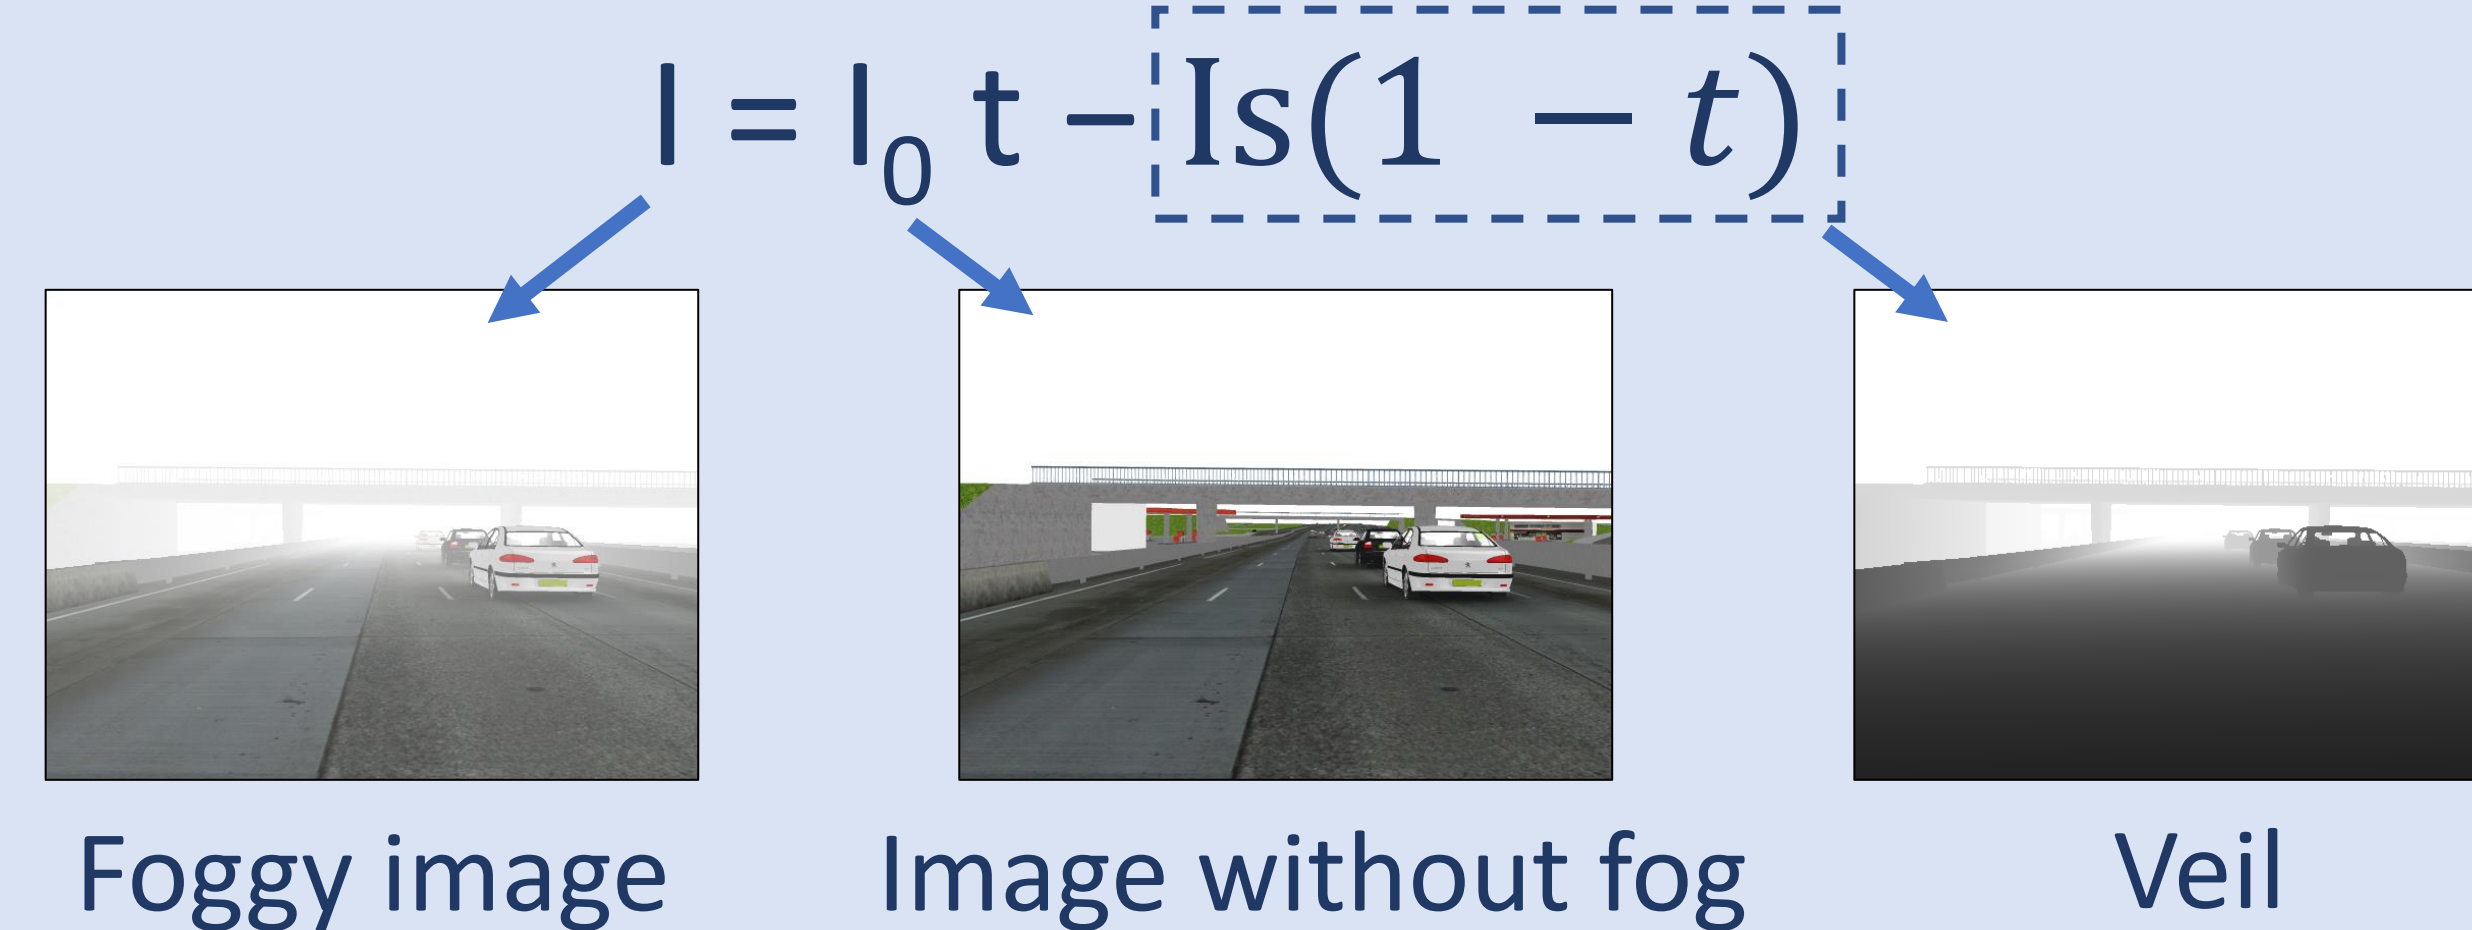 I = I₀ t – Is(1 − t)
Foggy image
Image without fog
Veil